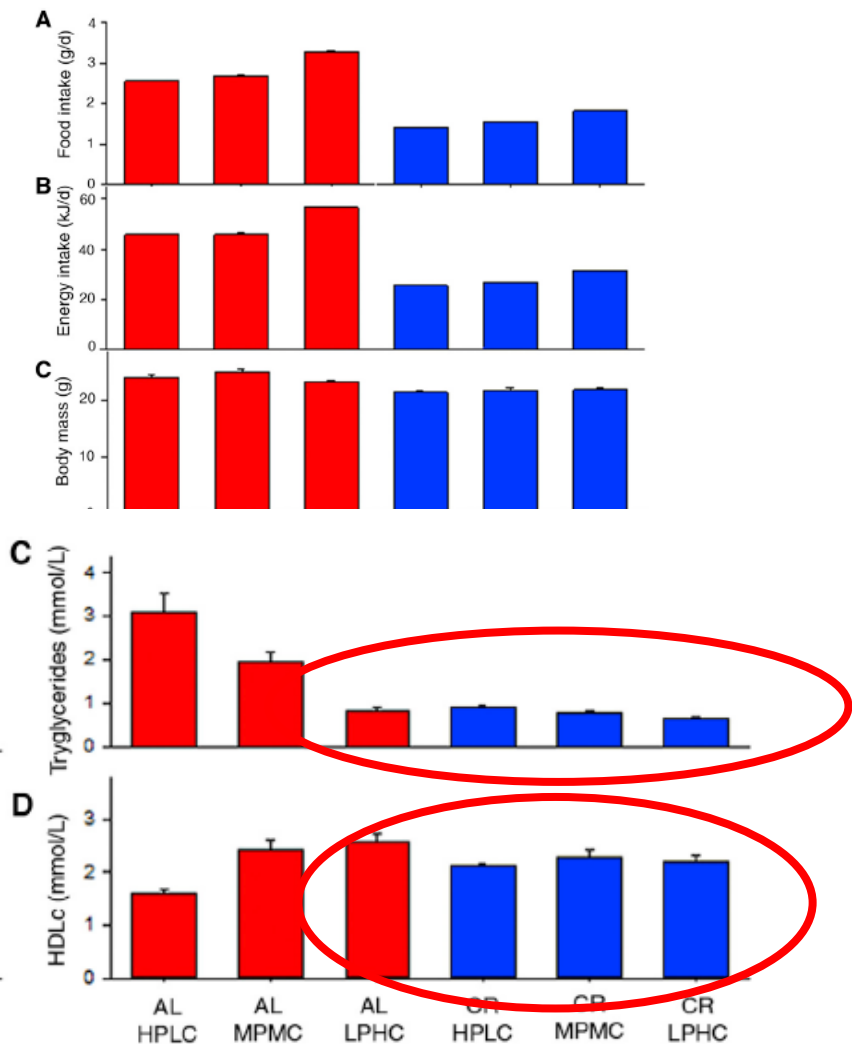 A
Food intake (g/d)
4
3
2
1
0
B
Energy intake (kJ/d)
60
40
20
0
C
Body mass (g)
20
10
C
Tryglycerides (mmol/L)
4
3
2
1
0
D
HDLc (mmol/L)
3
2
1
0
AL AL AL CR CR CR
HPLC MPMC LPHC HPLC MPMC LPHC